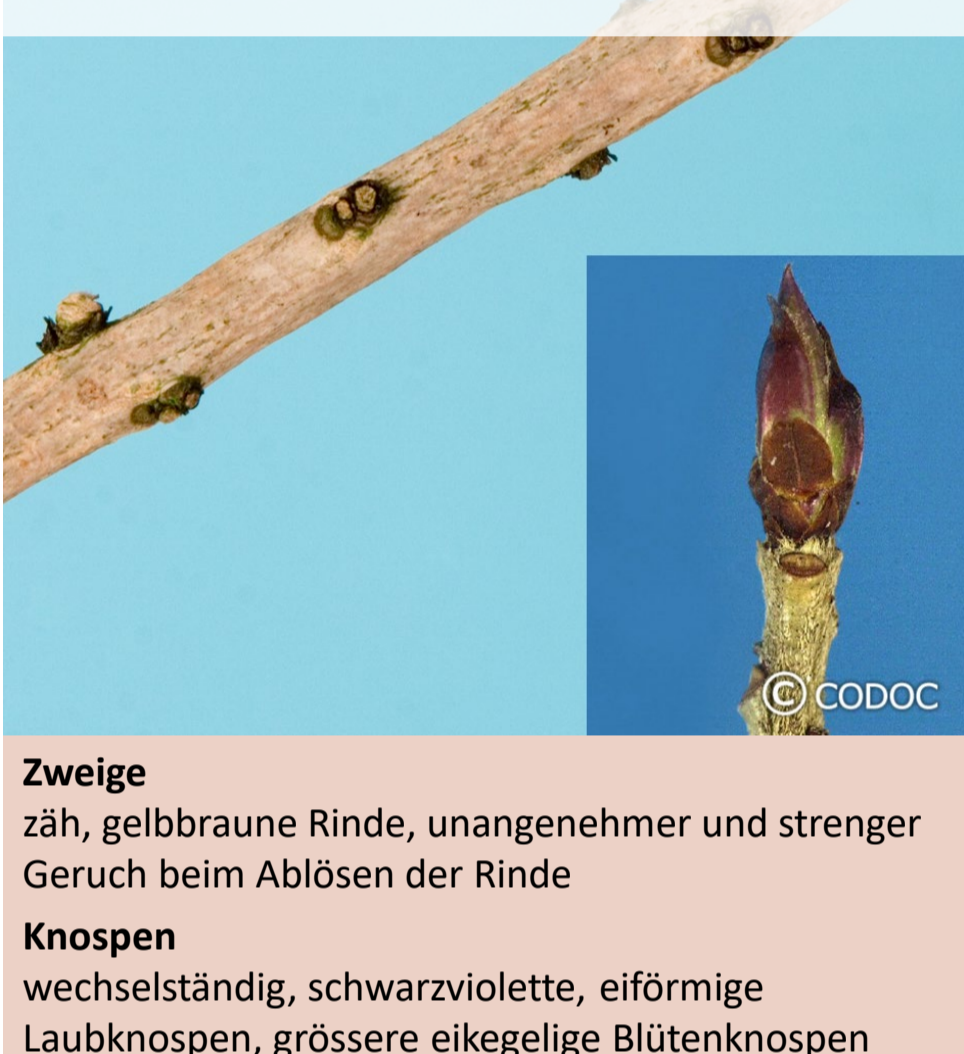 © CODOC
Zweige
zäh, gelbbraune Rinde, unangenehmer und strenger
Geruch beim Ablösen der Rinde
Knospen
wechselständig, schwarzviolette, eiförmige
Laubknospen, grössere eikegelige Blütenknospen